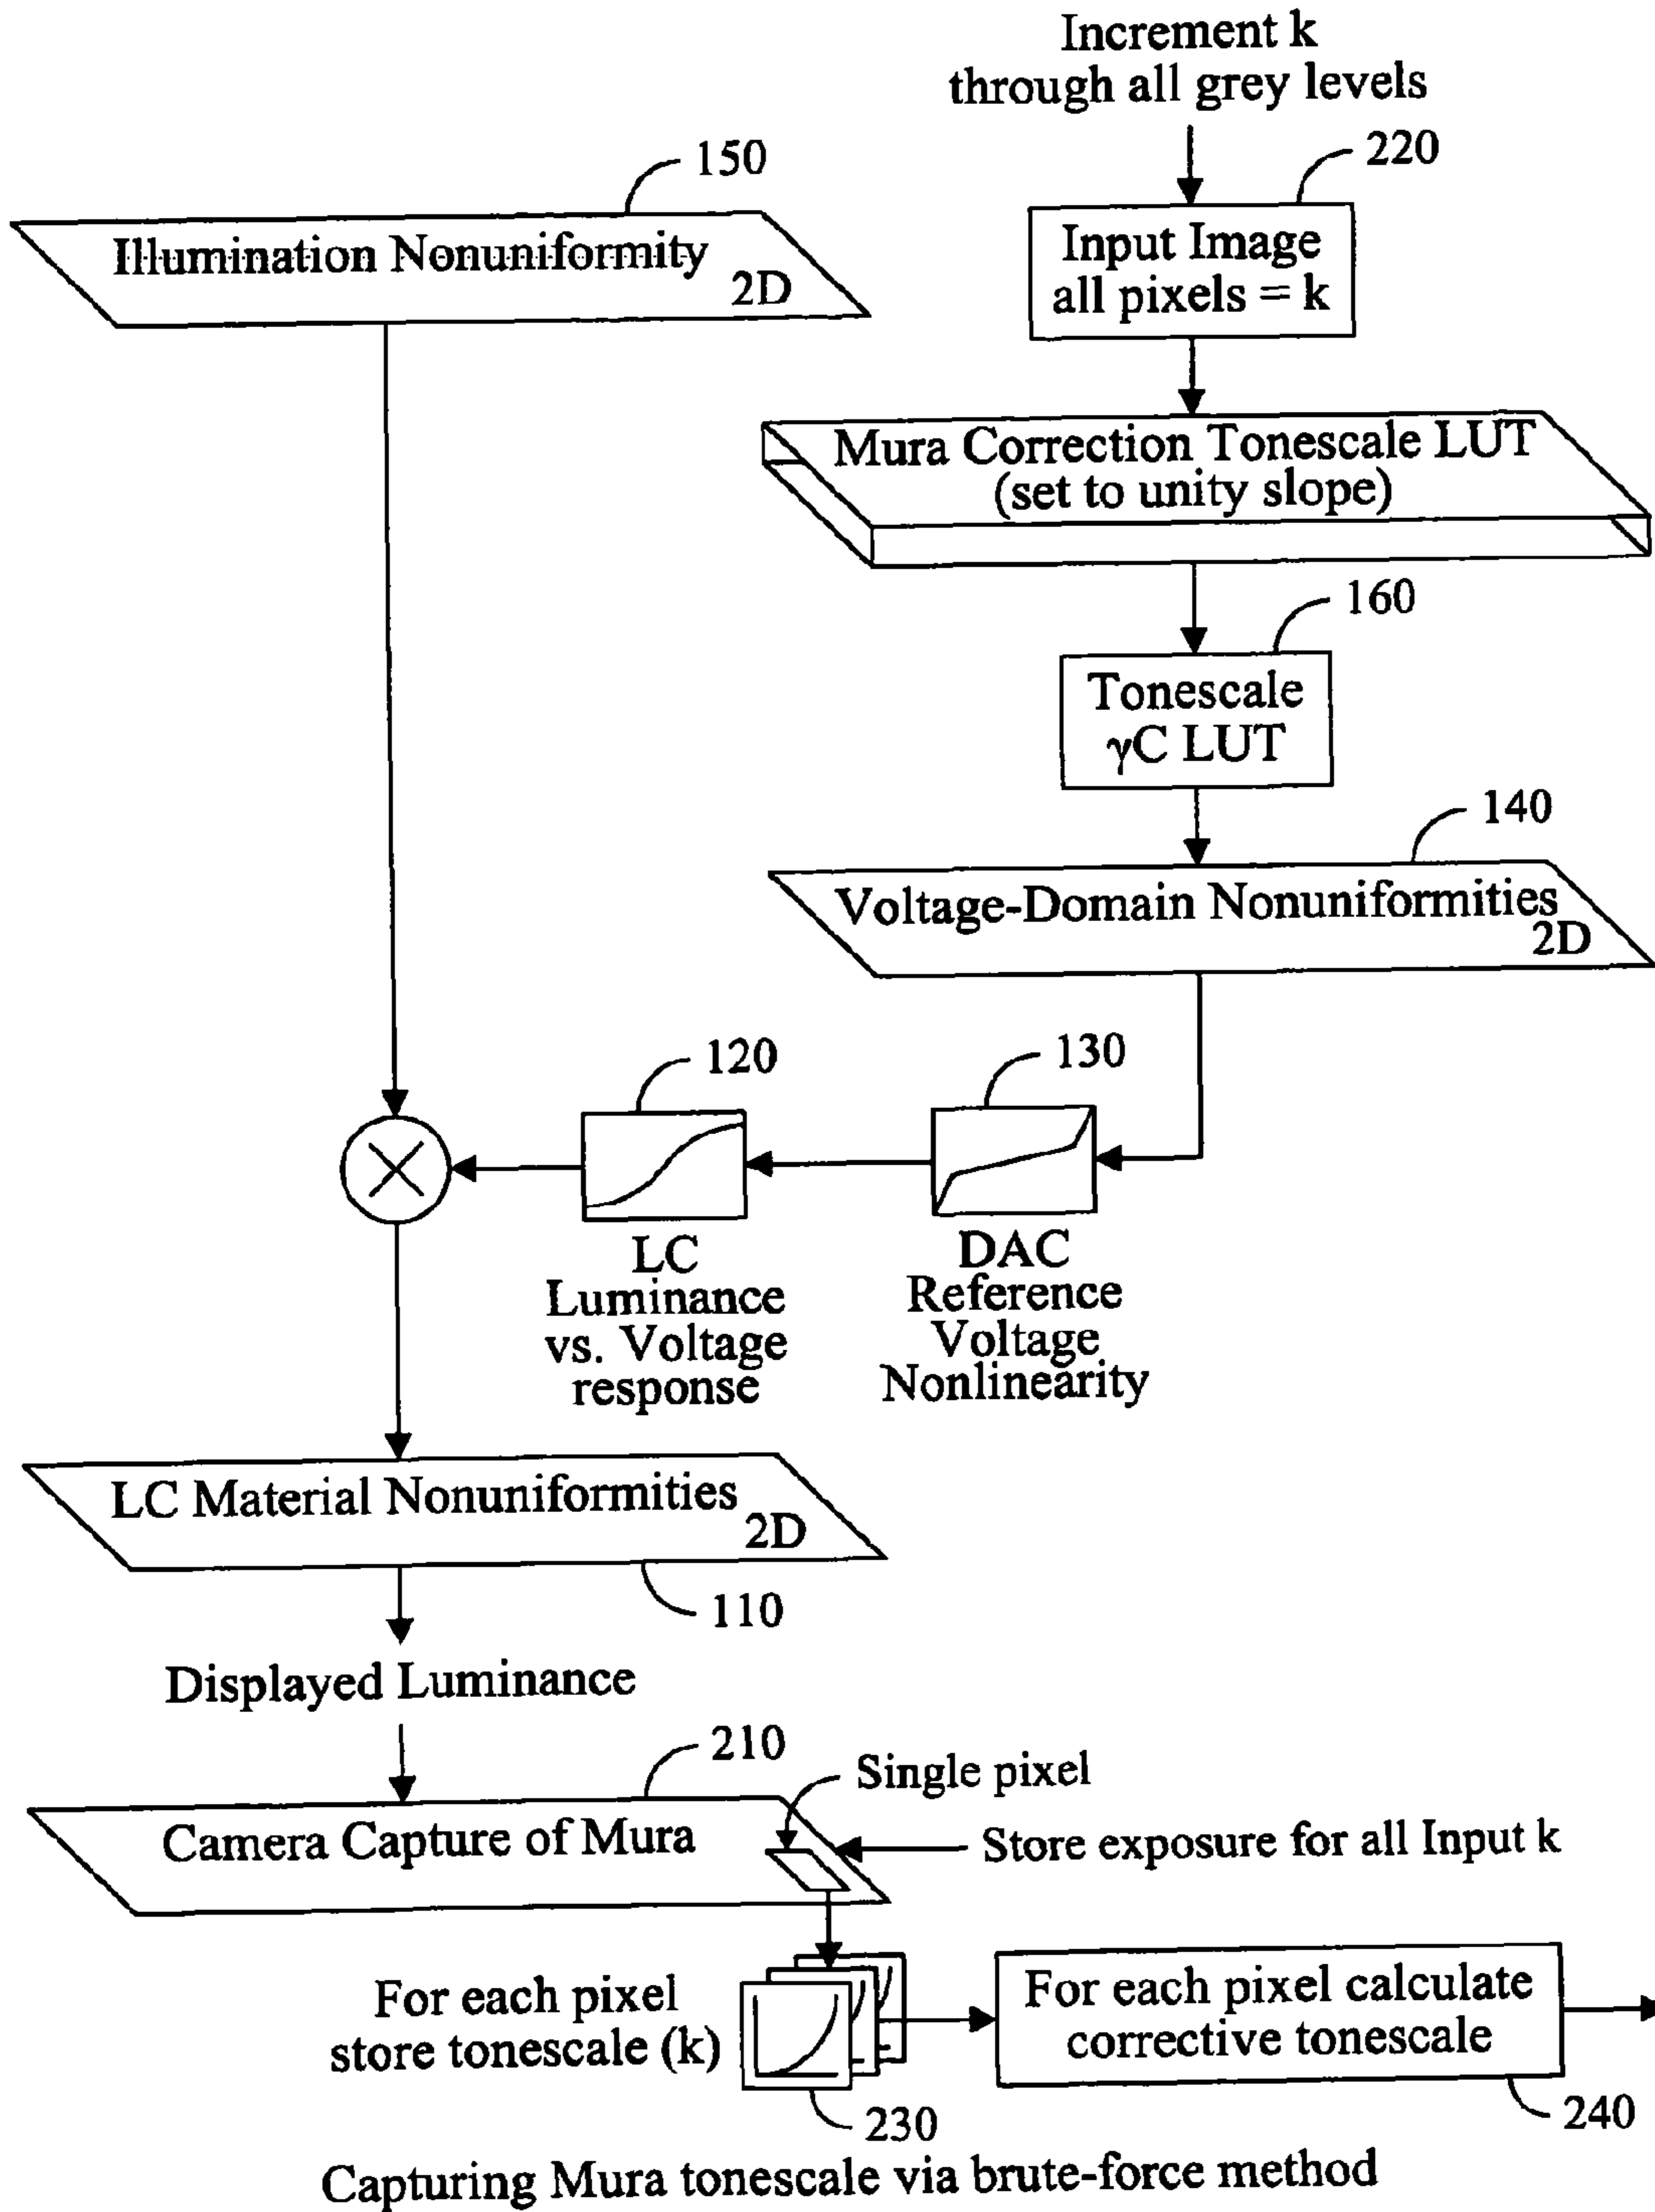 Increment k
through all grey levels
150
220
Illumination Nonuniformity
2D
Input Image
all pixels = k
Mura Correction Tonescale LUT
(set to unity slope)
160
Tonescale
γC LUT
140
Voltage-Domain Nonuniformities
2D
120
130
LC
Luminance
vs. Voltage
response
DAC
Reference
Voltage
Nonlinearity
LC Material Nonuniformities
2D
110
Displayed Luminance
210
Single pixel
Camera Capture of Mura
Store exposure for all Input k
For each pixel
store tonescale (k)
For each pixel calculate
corrective tonescale
230
240
Capturing Mura tonescale via brute-force method